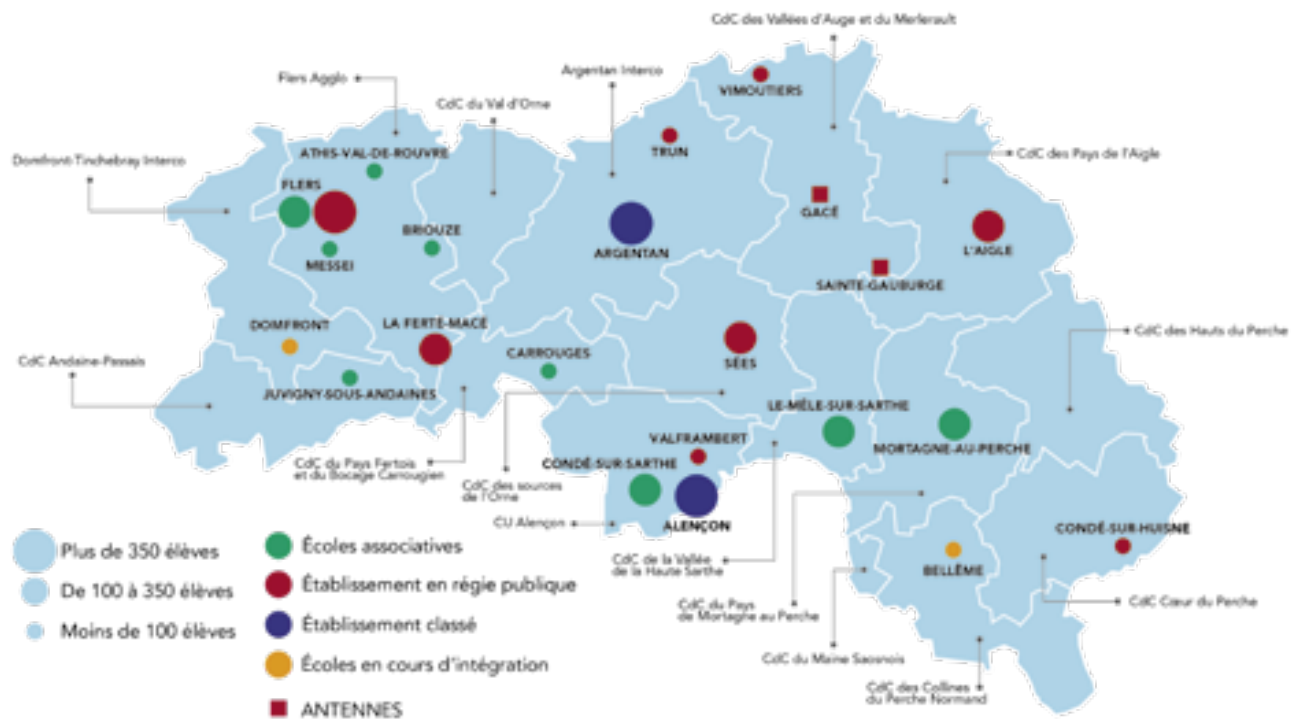 CdC des Vallées d'Auge et du Merlerault
Flers Agglo
Argentan Interco
CdC du Val d'Orne
VIMOUTIERS
TRUN
Domfront-Tinchebray Interco
ATHIS-VAL-DE-ROUVRE
CdC des Pays de l'Aigle
FLERS
GACÉ
BRIOUZE
MESSEI
ARGENTAN
L'AIGLE
SAINTE-GAUBURGE
DOMFRONT
LA FERTÉ-MACÉ
CdC des Hauts du Perche
CARROUGES
SÉES
CdC Andaine-Passais
JUVIGNY-SOUS-ANDAINES
LE-MÊLE-SUR-SARTHE
VALFRAMBERT
MORTAGNE-AU-PERCHE
CdC du Pays Fertois
et du Bocage Carrougien
CONDÉ-SUR-SARTHE
CdC des sources
de l'Orne
CU Alençon
ALENÇON
CONDÉ-SUR-HUISNE
CdC de la Vallée
de la Haute Sarthe
BELLÊME
CdC du Pays
de Mortagne au Perche
CdC Cœur du Perche
CdC du Maine Saosnois
CdC des Collines
du Perche Normand
Plus de 350 élèves
De 100 à 350 élèves
Moins de 100 élèves
Écoles associatives
Établissement en régie publique
Établissement classé
Écoles en cours d'intégration
ANTENNES